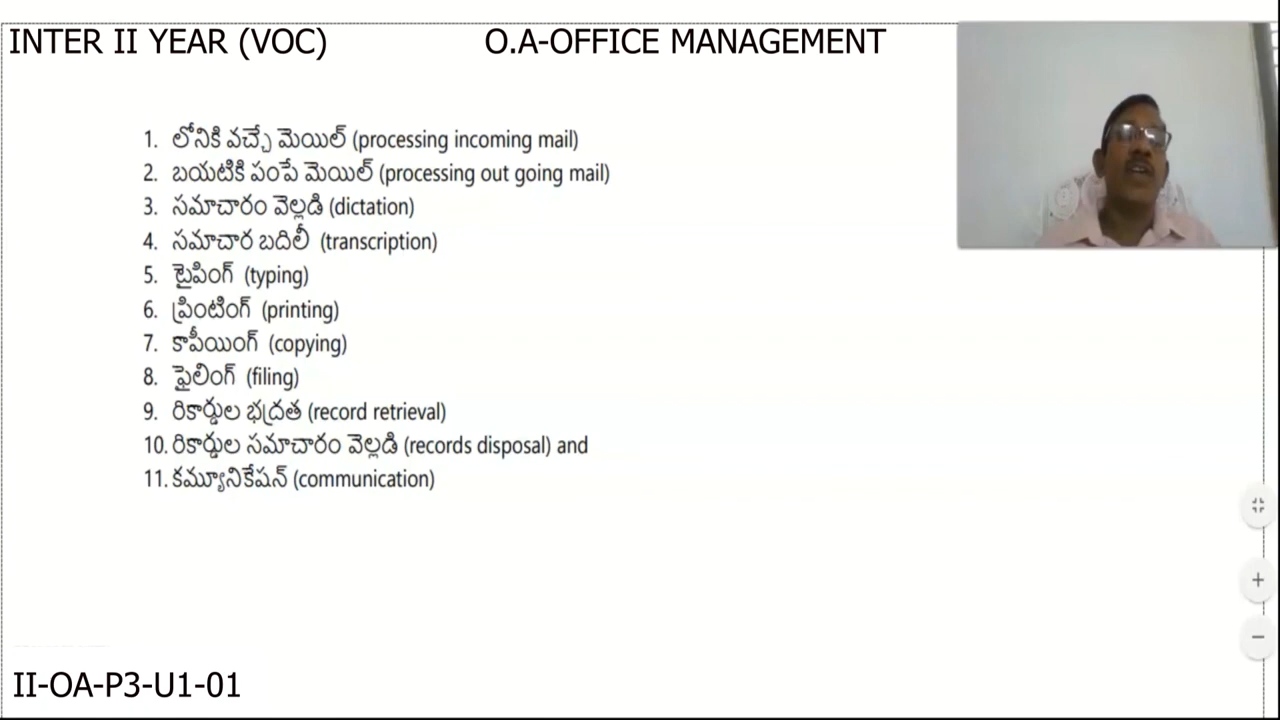 INTER II YEAR (VOC) O.A-OFFICE MANAGEMENT
1. లోనికి వచ్చే మెయిల్ (processing incoming mail)
2. బయటికి పంపే మెయిల్ (processing out going mail)
3. సమాచారం వెల్లడి (dictation)
4. సమాచార బదిలీ (transcription)
5. టైపింగ్ (typing)
6. ప్రింటింగ్ (printing)
7. కాపీయింగ్ (copying)
8. ఫైలింగ్ (filing)
9. రికార్డుల భద్రత (record retrieval)
10. రికార్డుల సమాచారం వెల్లడి (records disposal) and
11. కమ్యూనికేషన్ (communication)
II-OA-P3-U1-01